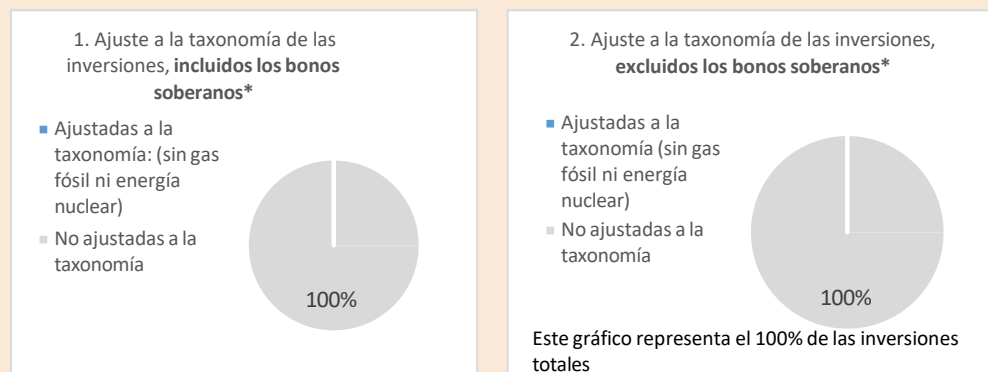 1. Ajuste a la taxonomía de las
inversiones, incluidos los bonos
soberanos*
Ajustadas a la
taxonomía: (sin gas
fósil ni energía
nuclear)
No ajustadas a la
taxonomía
100%
2. Ajuste a la taxonomía de las inversiones,
excluidos los bonos soberanos*
Ajustadas a la
taxonomía (sin gas
fósil ni energía
nuclear)
No ajustadas a la
taxonomía
100%
Este gráfico representa el 100% de las inversiones
totales